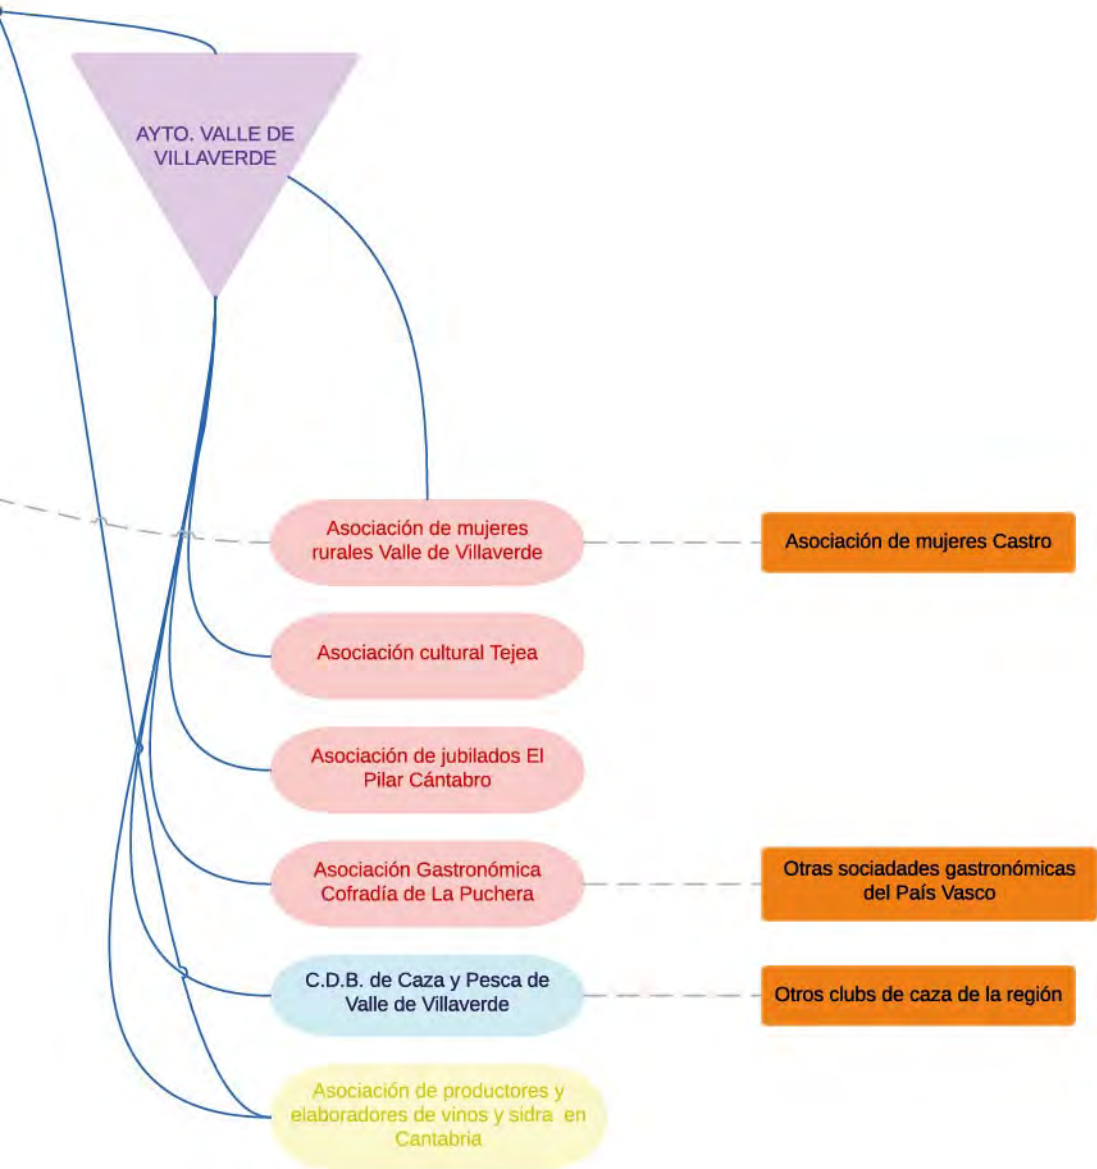 AYTO. VALLE DE
VILLAVERDE
Asociación de mujeres
rurales Valle de Villaverde
Asociación de mujeres Castro
Asociación cultural Tejea
Asociación de jubilados El
Pilar Cántabro
Asociación Gastronómica
Cofradía de La Puchera
Otras sociadades gastronómicas
del País Vasco
C.D.B. de Caza y Pesca de
Valle de Villaverde
Otros clubs de caza de la región
Asociación de productores y
elaboradores de vinos y sidra en
Cantabria